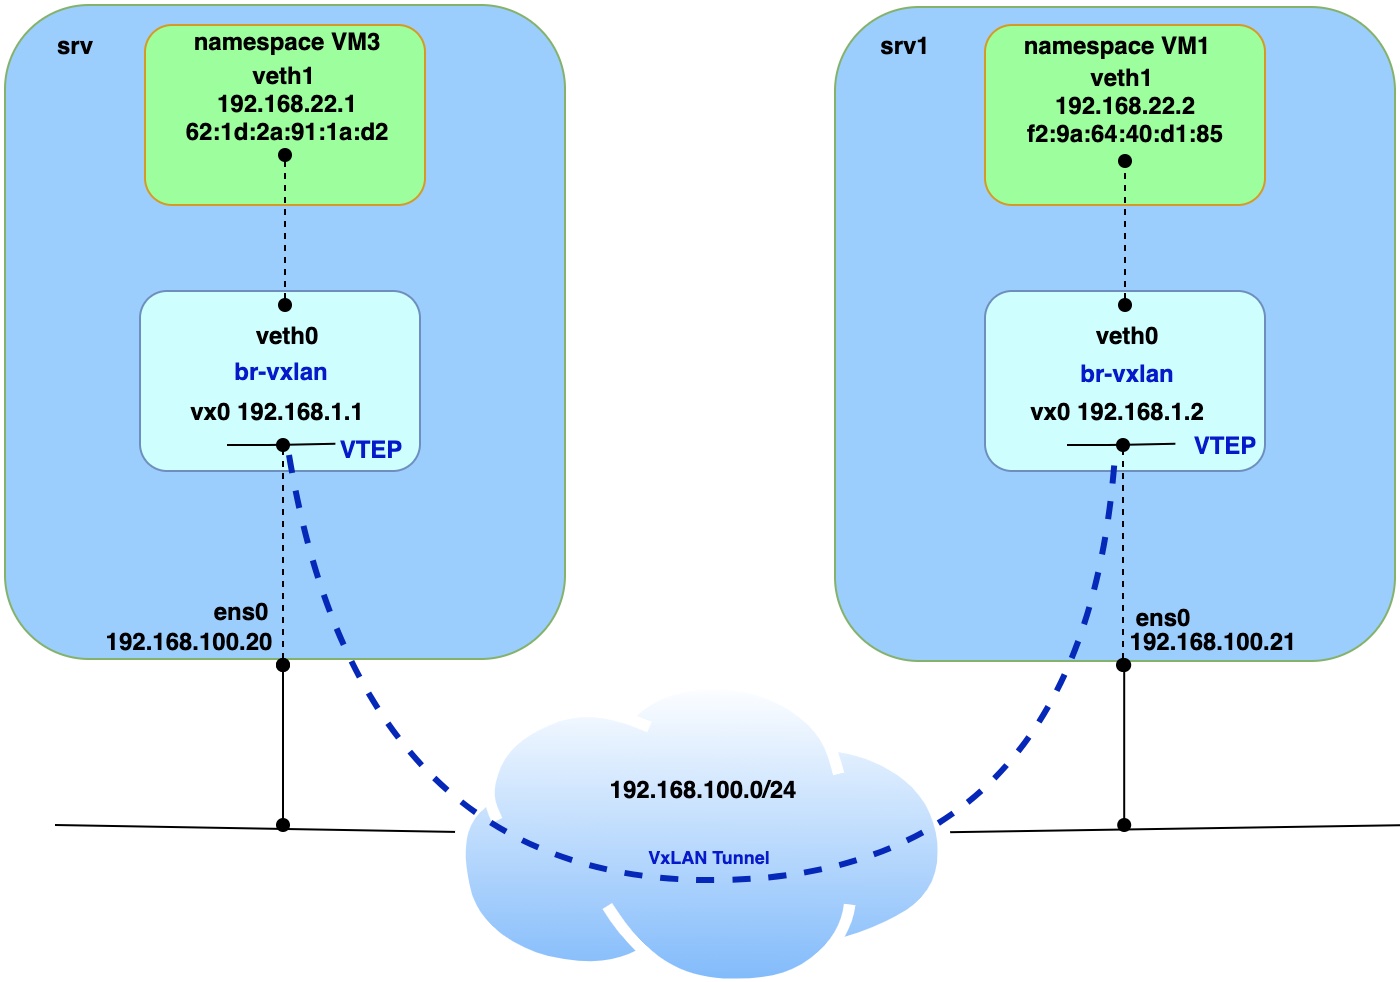 srv
namespace VM3
veth1
192.168.22.1
62:1d:2a:91:1a:d2
veth0
br-vxlan
vx0 192.168.1.1
VTEP
ens0
192.168.100.20
srv1
namespace VM1
veth1
192.168.22.2
f2:9a:64:40:d1:85
veth0
br-vxlan
vx0 192.168.1.2
VTEP
ens0
192.168.100.21
192.168.100.0/24
VxLAN Tunnel